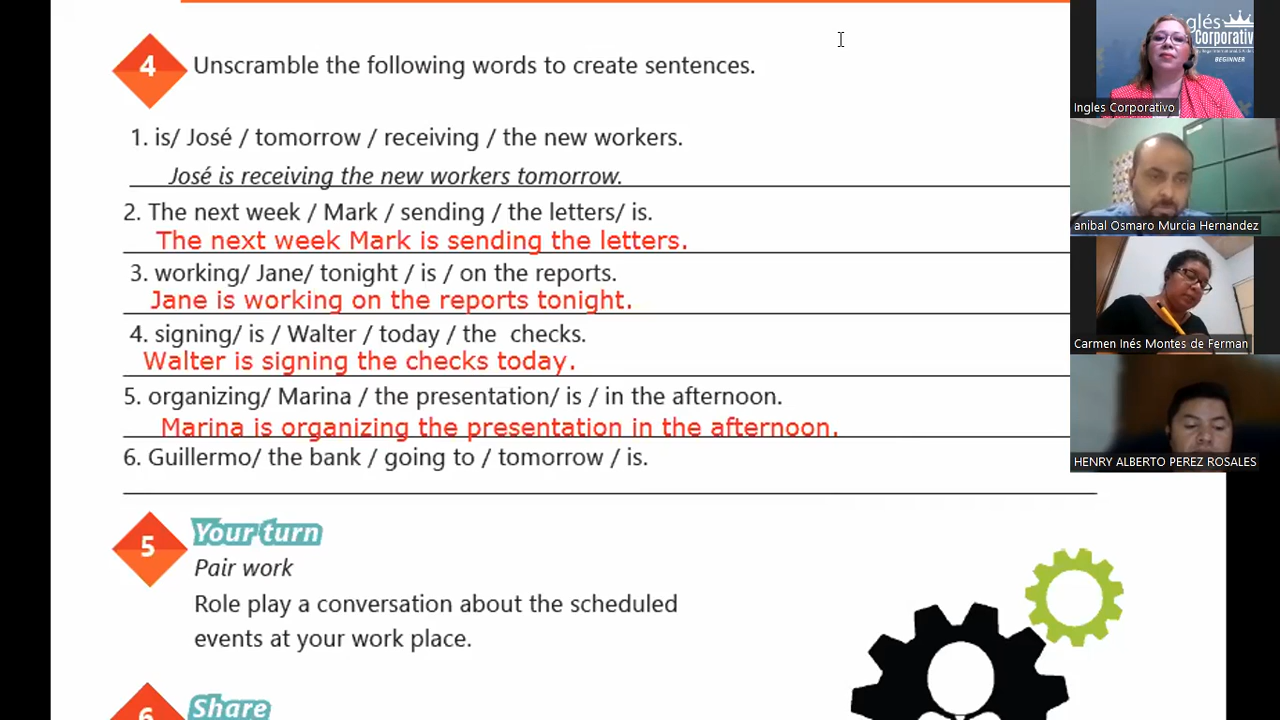 4 Unscramble the following words to create sentences.
1. is/ José / tomorrow / receiving / the new workers.
José is receiving the new workers tomorrow.
2. The next week / Mark / sending / the letters/ is.
The next week Mark is sending the letters.
3. working/ Jane/ tonight / is / on the reports.
Jane is working on the reports tonight.
4. signing/ is / Walter / today / the checks.
Walter is signing the checks today.
5. organizing/ Marina / the presentation/ is / in the afternoon.
Marina is organizing the presentation in the afternoon.
6. Guillermo/ the bank / going to / tomorrow / is.
5 Your turn
Pair work
Role play a conversation about the scheduled
events at your work place.
6 Share
nglés
Corporativ
BEGINNER
Ingles Corporativo
anibal Osmaro Murcia Hernandez
Carmen Inés Montes de Ferman
HENRY ALBERTO PEREZ ROSALES